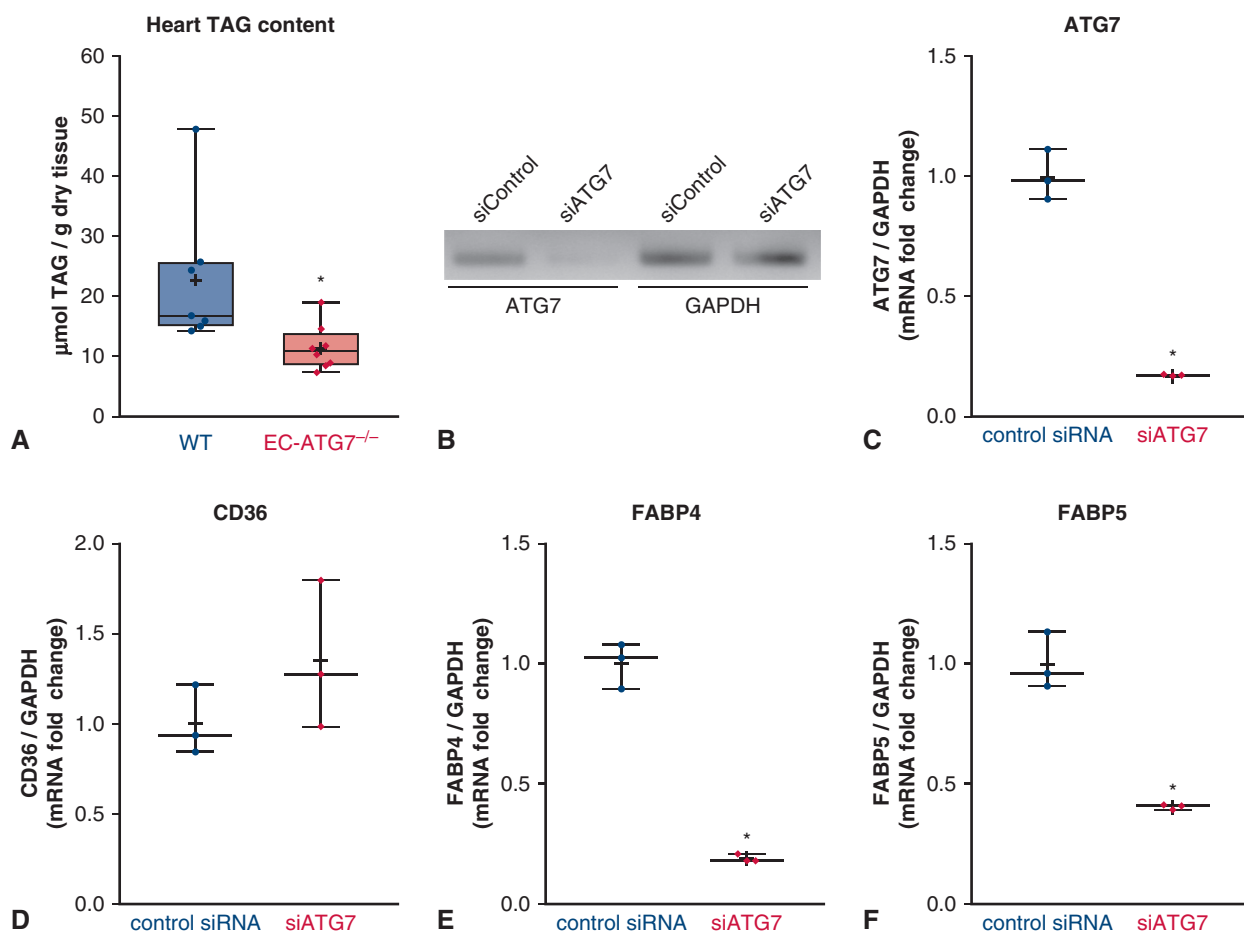 Heart TAG content
60
50
40
30
20
10
0
μmol TAG / g dry tissue
*
WT
EC-ATG7–/–
A
siControl
siATG7
siControl
siATG7
ATG7
GAPDH
B
ATG7
1.5
1.0
0.5
0.0
ATG7 / GAPDH
(mRNA fold change)
*
control siRNA
siATG7
C
CD36
2.0
1.5
1.0
0.5
0.0
CD36 / GAPDH
(mRNA fold change)
control siRNA
siATG7
D
FABP4
1.5
1.0
0.5
0.0
FABP4 / GAPDH
(mRNA fold change)
*
control siRNA
siATG7
E
FABP5
1.5
1.0
0.5
0.0
FABP5 / GAPDH
(mRNA fold change)
*
control siRNA
siATG7
F